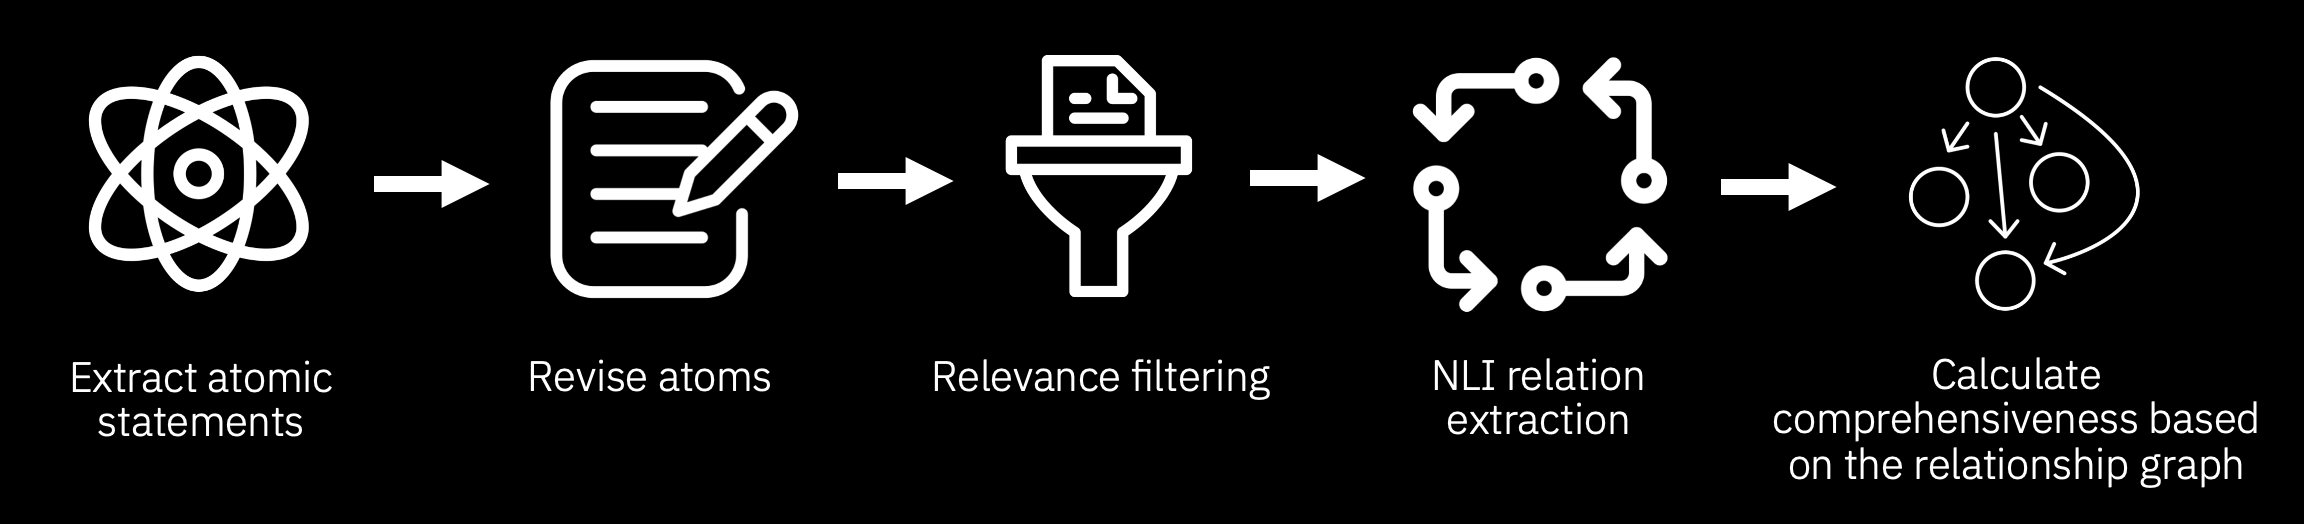 Extract atomic
statements
Revise atoms
Relevance filtering
NLI relation
extraction
Calculate
comprehensiveness based
on the relationship graph